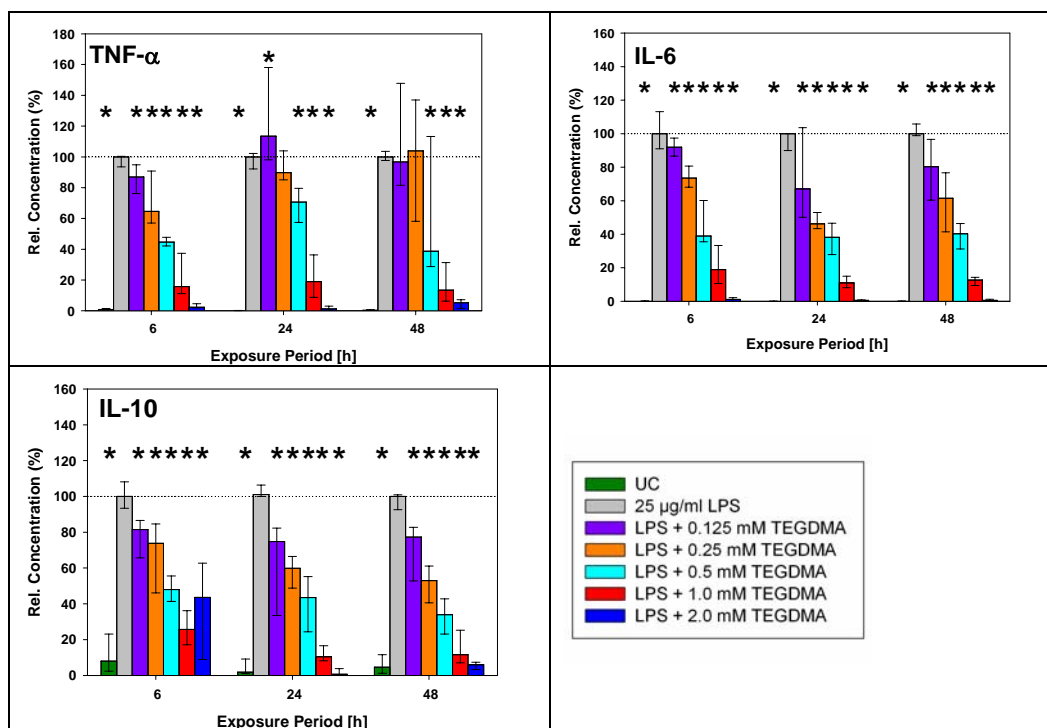 TNF-α
Rel. Concentration (%)
180
160
140
120
100
80
60
40
20
0
*
* ***** * *** * ***
6
24
48
Exposure Period [h]
IL-6
Rel. Concentration (%)
160
140
120
100
80
60
40
20
0
* ***** * ***** * *****
6
24
48
Exposure Period [h]
IL-10
Rel. Concentration (%)
160
140
120
100
80
60
40
20
0
* ***** * ***** * *****
6
24
48
Exposure Period [h]
UC
25 µg/ml LPS
LPS + 0.125 mM TEGDMA
LPS + 0.25 mM TEGDMA
LPS + 0.5 mM TEGDMA
LPS + 1.0 mM TEGDMA
LPS + 2.0 mM TEGDMA